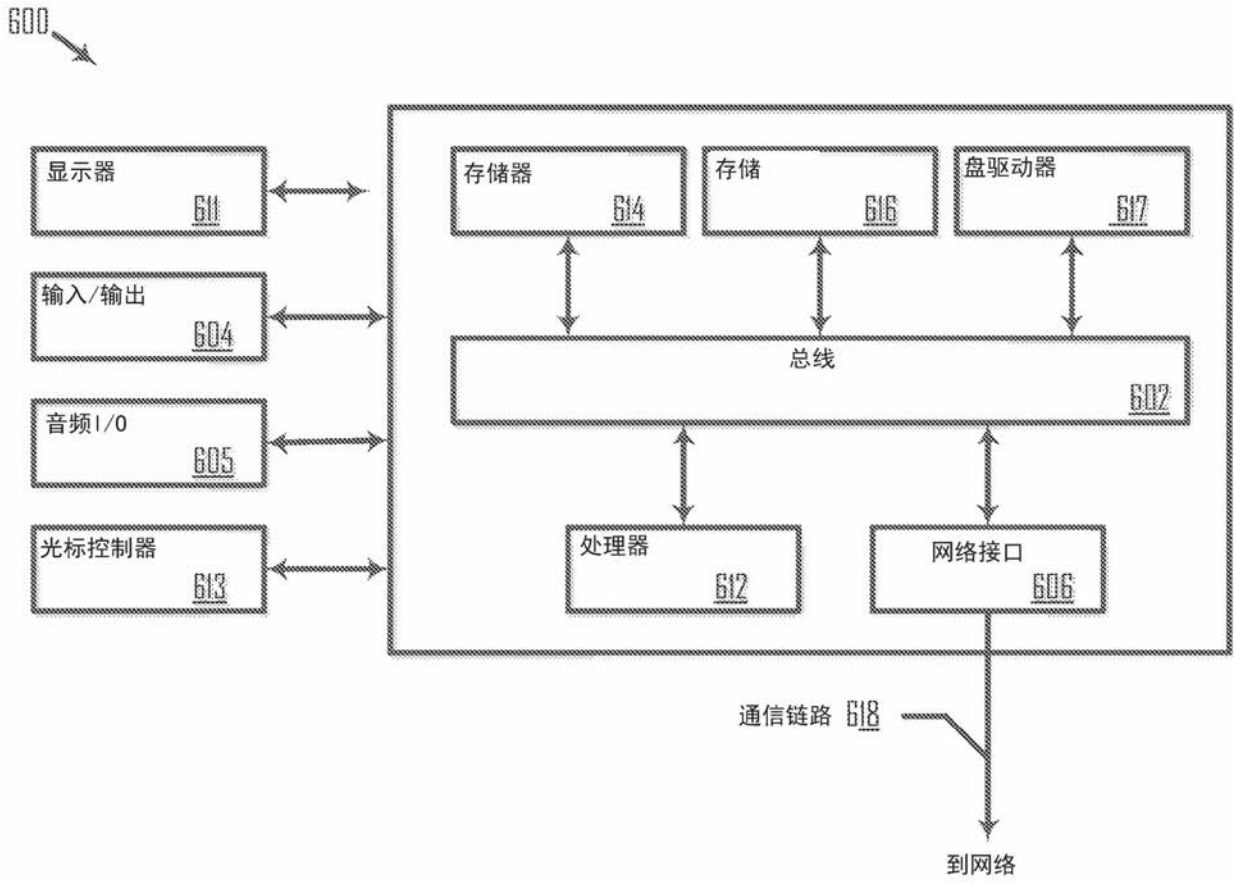 600
显示器
611
输入/输出
604
音频I/O
605
光标控制器
613
存储器
614
存储
616
盘驱动器
617
总线
602
处理器
612
网络接口
606
通信链路 618
到网络